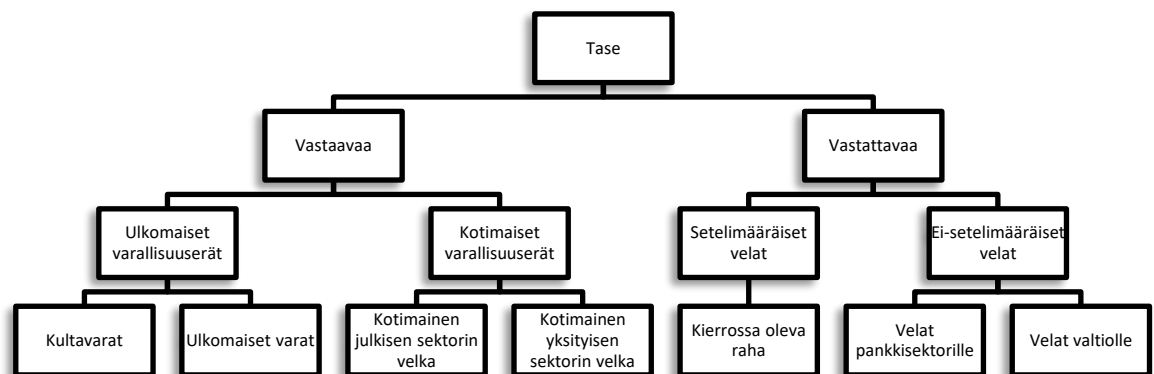 Tase
Vastaavaa
Vastattavaa
Ulkomaiset
varallisuuserät
Kotimaiset
varallisuuserät
Setelimääräiset
velat
Ei-setelimääräiset
velat
Kultavarat
Ulkomaiset varat
Kotimainen
julkisen sektorin
velka
Kotimainen
yksityisen
sektorin velka
Kierrossa oleva
raha
Velat
pankkisektorille
Velat valtiolle